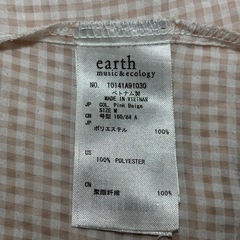 earth
music&ecology
NO. 10141A91030
ベトナム製
MADE IN VIETNAM
JP COL. Pink Beige
SIZE M
CN 号型 160/84 A
JP
ポリエステル 100%
US
100% POLYESTER
CN
聚酯纤维 100%